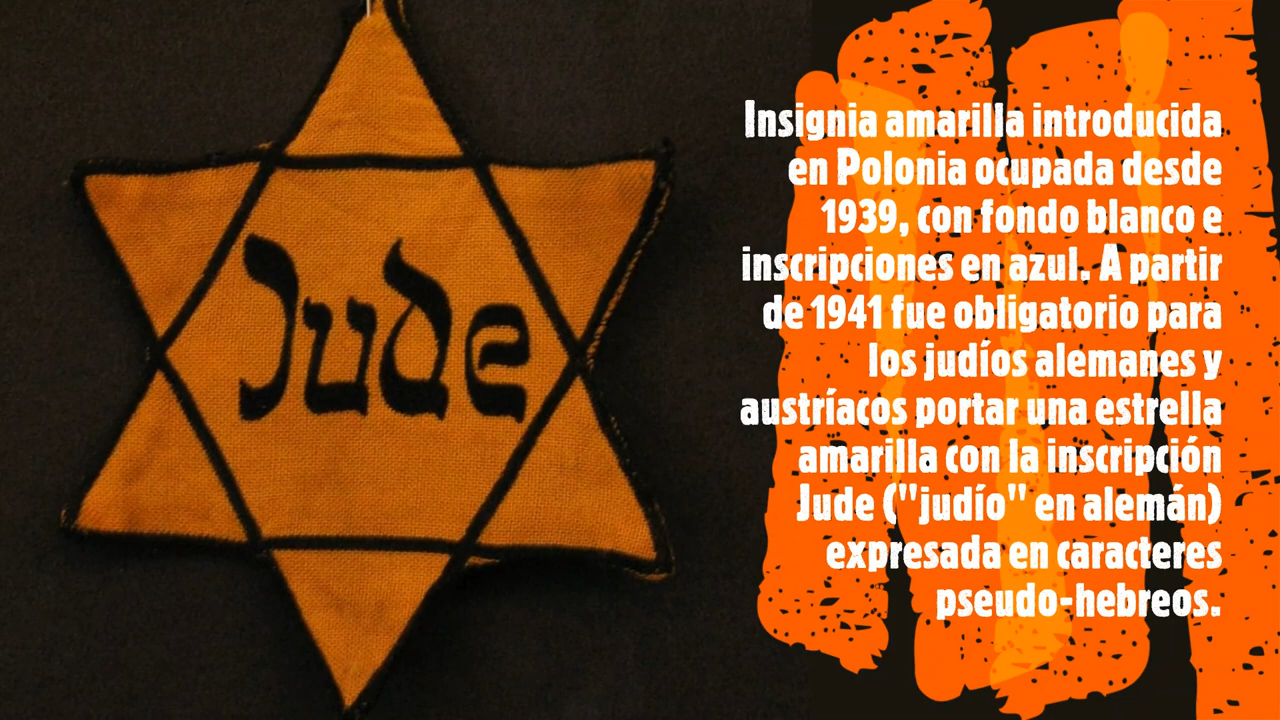 Jude
Insignia amarilla introducida
en Polonia ocupada desde
1939, con fondo blanco e
inscripciones en azul. A partir
de 1941 fue obligatorio para
los judíos alemanes y
austríacos portar una estrella
amarilla con la inscripción
Jude ("judío" en alemán)
expresada en caracteres
pseudo-hebreos.